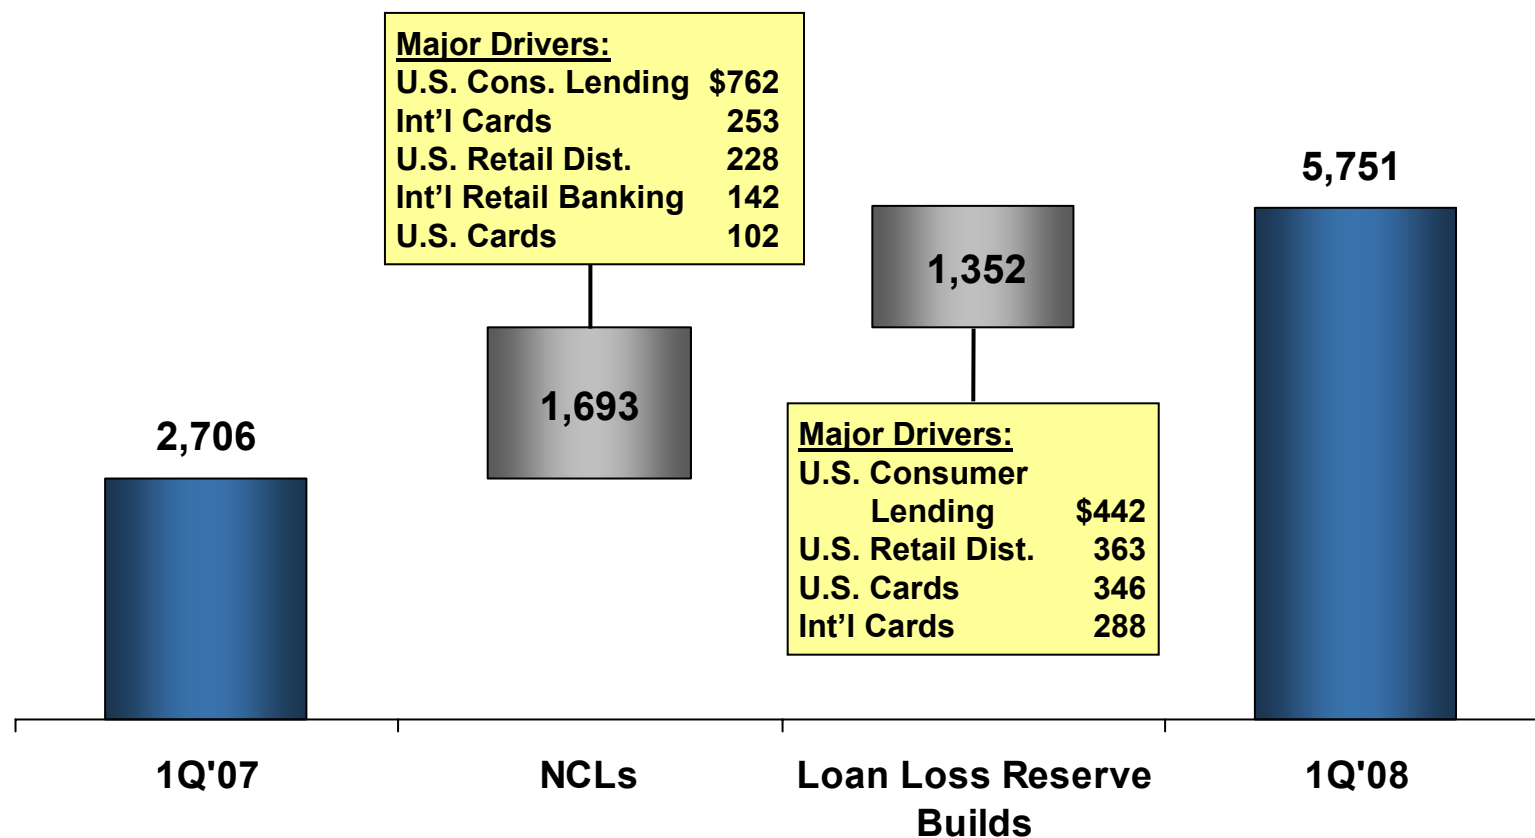 Major Drivers:
U.S. Cons. Lending $762
Int'l Cards 253
U.S. Retail Dist. 228
Int'l Retail Banking 142
U.S. Cards 102
5,751
1,352
1,693
2,706
Major Drivers:
U.S. Consumer
Lending $442
U.S. Retail Dist. 363
U.S. Cards 346
Int'l Cards 288
1Q'07
NCLs
Loan Loss Reserve
Builds
1Q'08